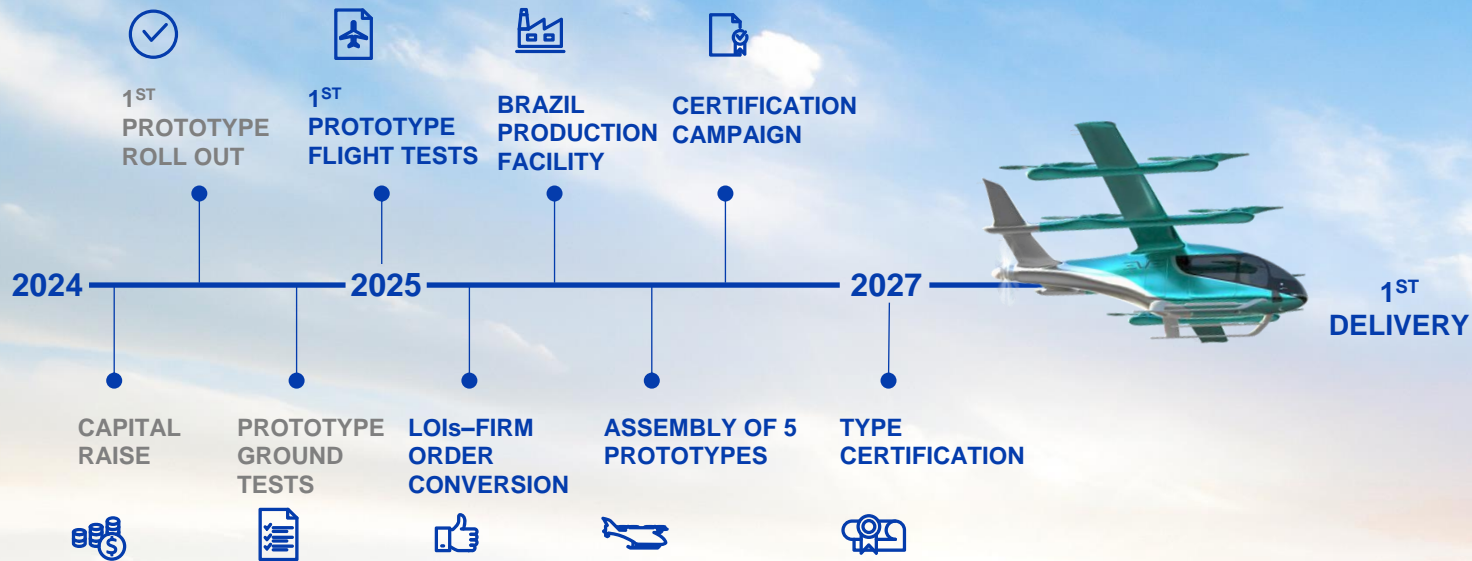 1ST
PROTOTYPE
ROLL OUT
1ST
PROTOTYPE
FLIGHT TESTS
BRAZIL
PRODUCTION
FACILITY
CERTIFICATION
CAMPAIGN
2024
2025
2027
1ST
DELIVERY
CAPITAL
RAISE
PROTOTYPE
GROUND
TESTS
LOIs–FIRM
ORDER
CONVERSION
ASSEMBLY OF 5
PROTOTYPES
TYPE
CERTIFICATION
$